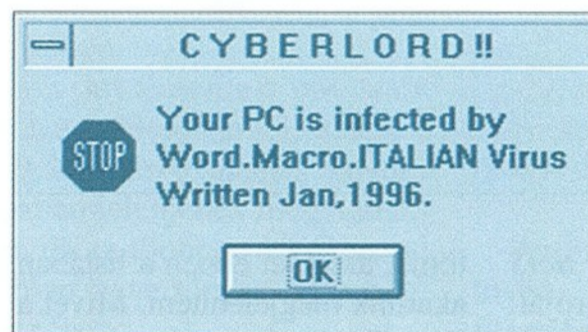 CYBERLORD!!
STOP
Your PC is infected by
Word.Macro.ITALIAN Virus
Written Jan,1996.
OK